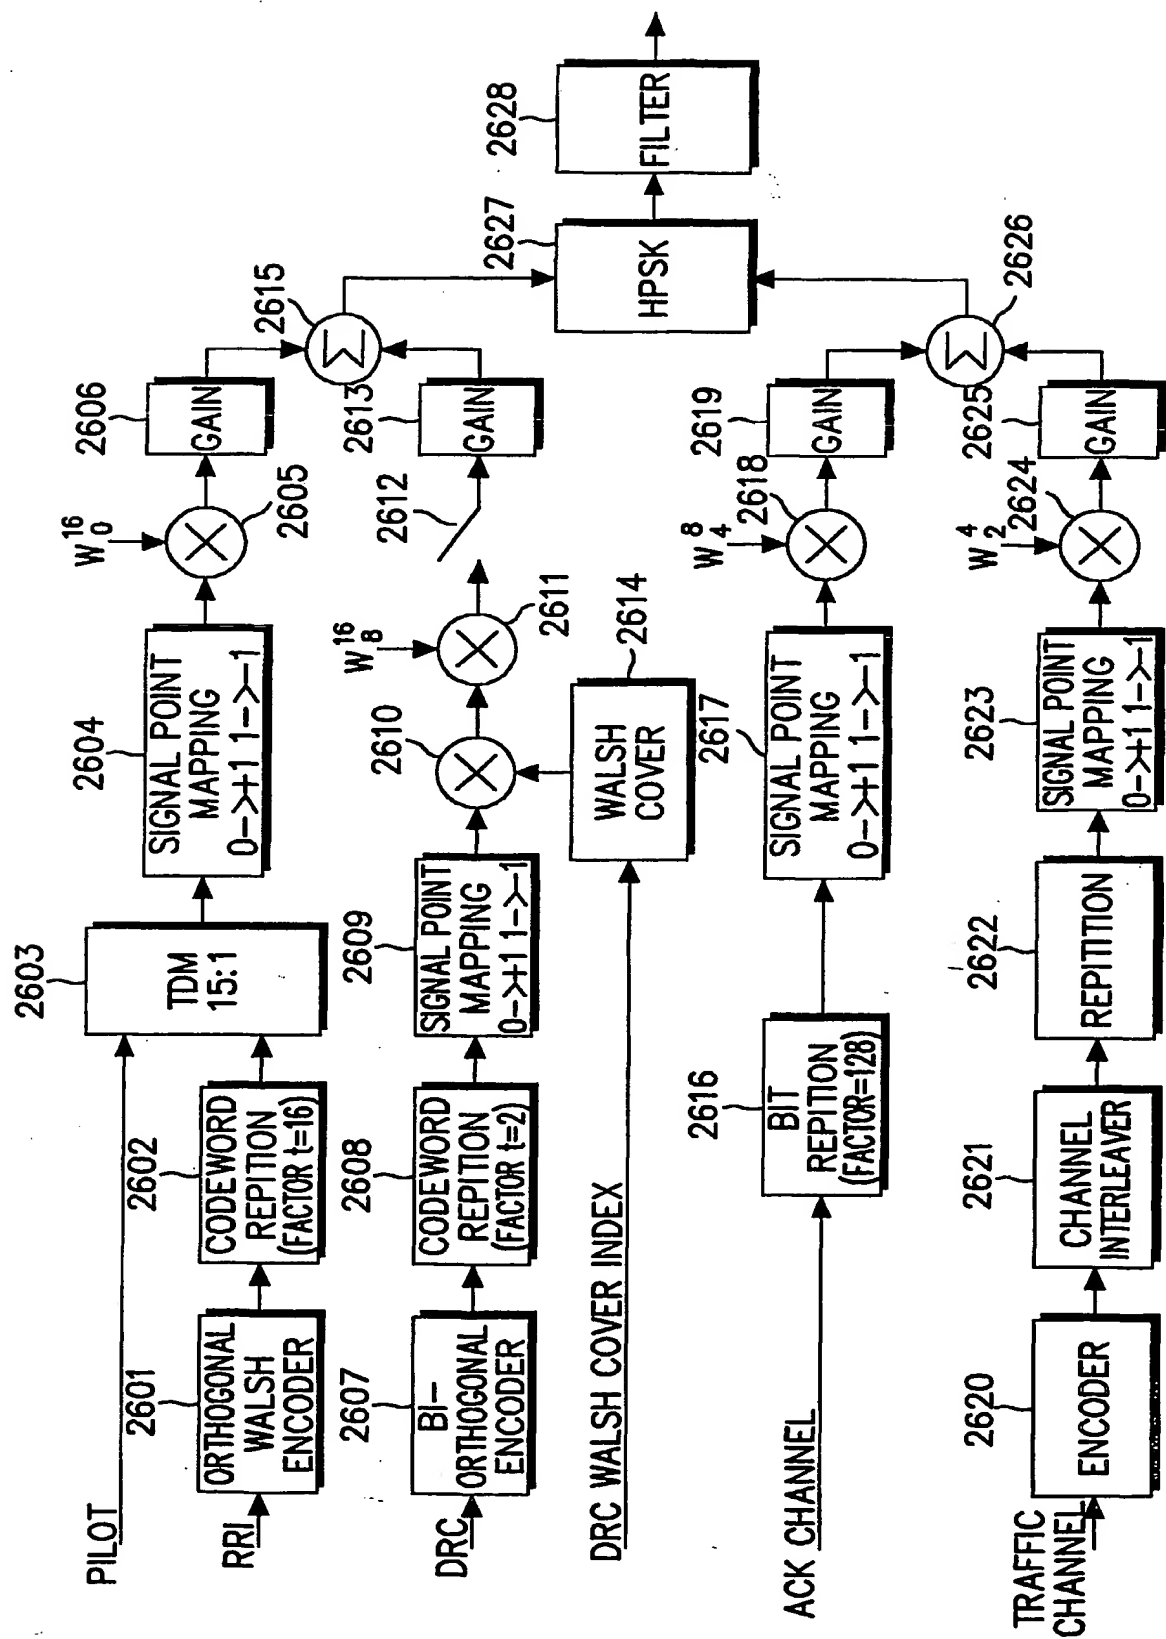 PILOT
RRI
2601
ORTHOGONAL
WALSH
ENCODER
2602
CODEWORD
REPITION
(FACTOR t=16)
2603
TDM
15:1
2604
SIGNAL POINT
MAPPING
0->+1 1->-1
W 16 0
2605
2606
GAIN
DRC
2607
BI-
ORTHOGONAL
ENCODER
2608
CODEWORD
REPITION
(FACTOR t=2)
2609
SIGNAL POINT
MAPPING
0->+1 1->-1
2610
W 16 8
2611
2612
2613
GAIN
2615
Σ
DRC WALSH COVER INDEX
2614
WALSH
COVER
2627
HPSK
2628
FILTER
ACK CHANNEL
2616
BIT
REPITION
(FACTOR=128)
2617
SIGNAL POINT
MAPPING
0->+1 1->-1
W 8 4
2618
2619
GAIN
2626
Σ
TRAFFIC
CHANNEL
2620
ENCODER
2621
CHANNEL
INTERLEAVER
2622
REPITITION
2623
SIGNAL POINT
MAPPING
0->+1 1->-1
W 4 2
2624
2625
GAIN